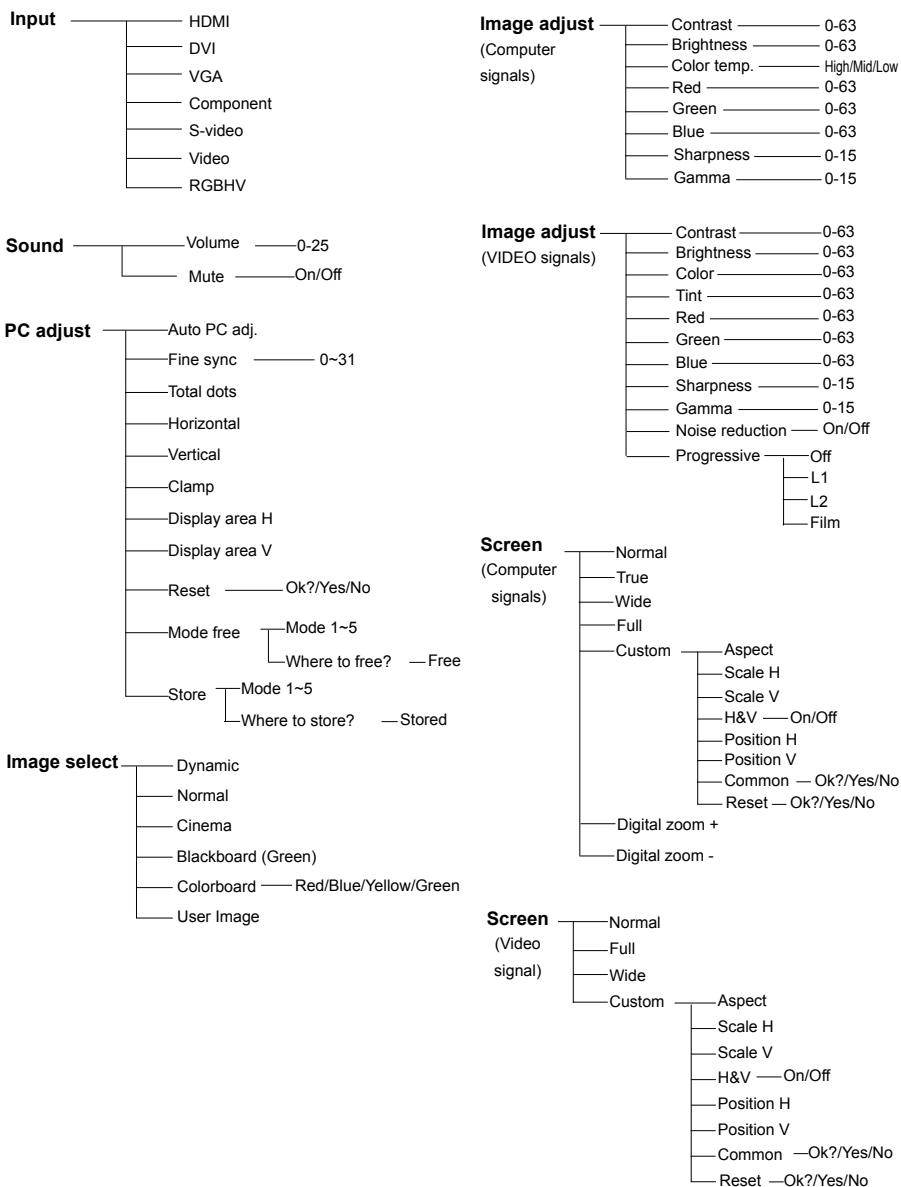 Input
HDMI
DVI
VGA
Component
S-video
Video
RGBHV
Sound
Volume 0-25
Mute On/Off
PC adjust
Auto PC adj.
Fine sync 0~31
Total dots
Horizontal
Vertical
Clamp
Display area H
Display area V
Reset Ok?/Yes/No
Mode free Mode 1~5
Where to free? Free
Store Mode 1~5
Where to store? Stored
Image select
Dynamic
Normal
Cinema
Blackboard (Green)
Colorboard Red/Blue/Yellow/Green
User Image
Image adjust
(Computer
signals)
Contrast 0-63
Brightness 0-63
Color temp. High/Mid/Low
Red 0-63
Green 0-63
Blue 0-63
Sharpness 0-15
Gamma 0-15
Image adjust
(VIDEO signals)
Contrast 0-63
Brightness 0-63
Color 0-63
Tint 0-63
Red 0-63
Green 0-63
Blue 0-63
Sharpness 0-15
Gamma 0-15
Noise reduction On/Off
Progressive Off
L1
L2
Film
Screen
(Computer
signals)
Normal
True
Wide
Full
Custom Aspect
Scale H
Scale V
H&V On/Off
Position H
Position V
Common Ok?/Yes/No
Reset Ok?/Yes/No
Digital zoom +
Digital zoom -
Screen
(Video
signal)
Normal
Full
Wide
Custom Aspect
Scale H
Scale V
H&V On/Off
Position H
Position V
Common Ok?/Yes/No
Reset Ok?/Yes/No